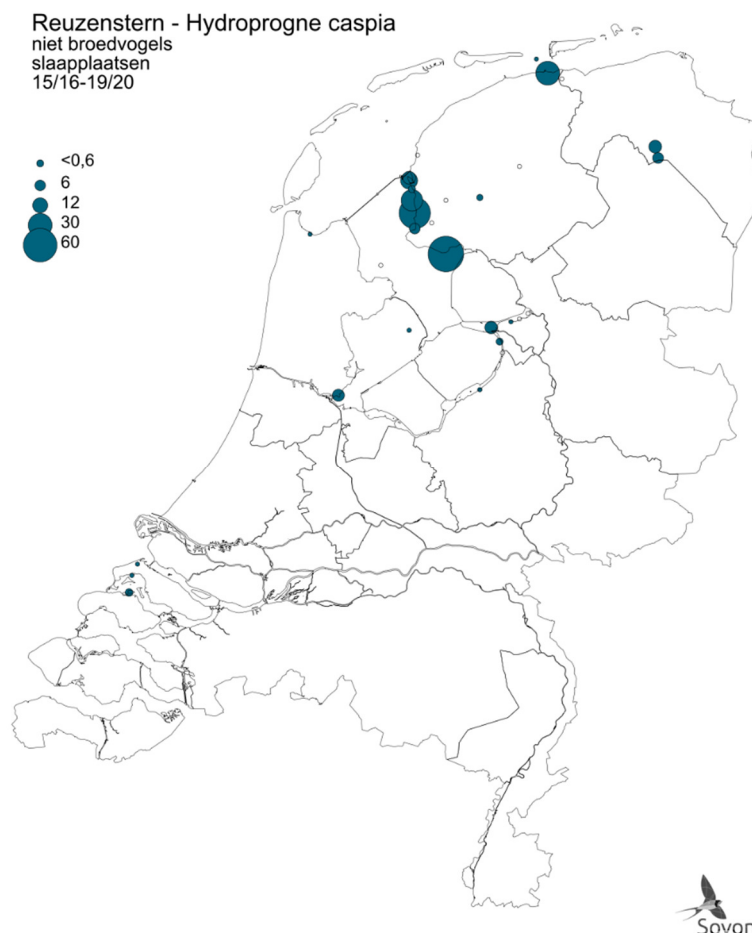 Reuzenstern - Hydroprogne caspia
niet broedvogels
slaapplaatsen
15/16-19/20
<0,6
6
12
30
60